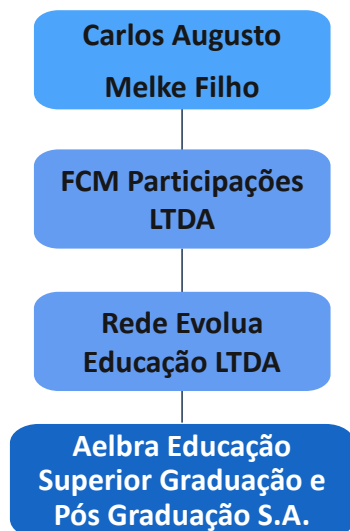 Carlos Augusto
Melke Filho
FCM Participações
LTDA
Rede Evolua
Educação LTDA
Aelbra Educação
Superior Graduação e
Pós Graduação S.A.